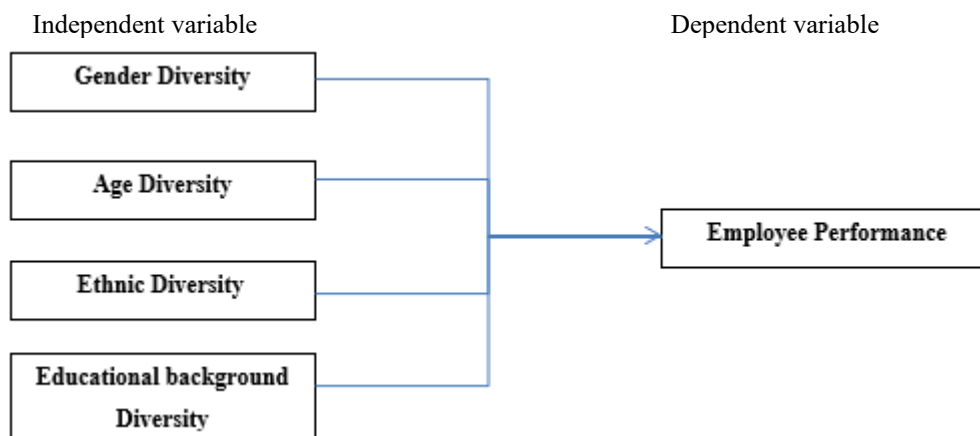 Independent variable
Dependent variable
Gender Diversity
Age Diversity
Employee Performance
Ethnic Diversity
Educational background
Diversity